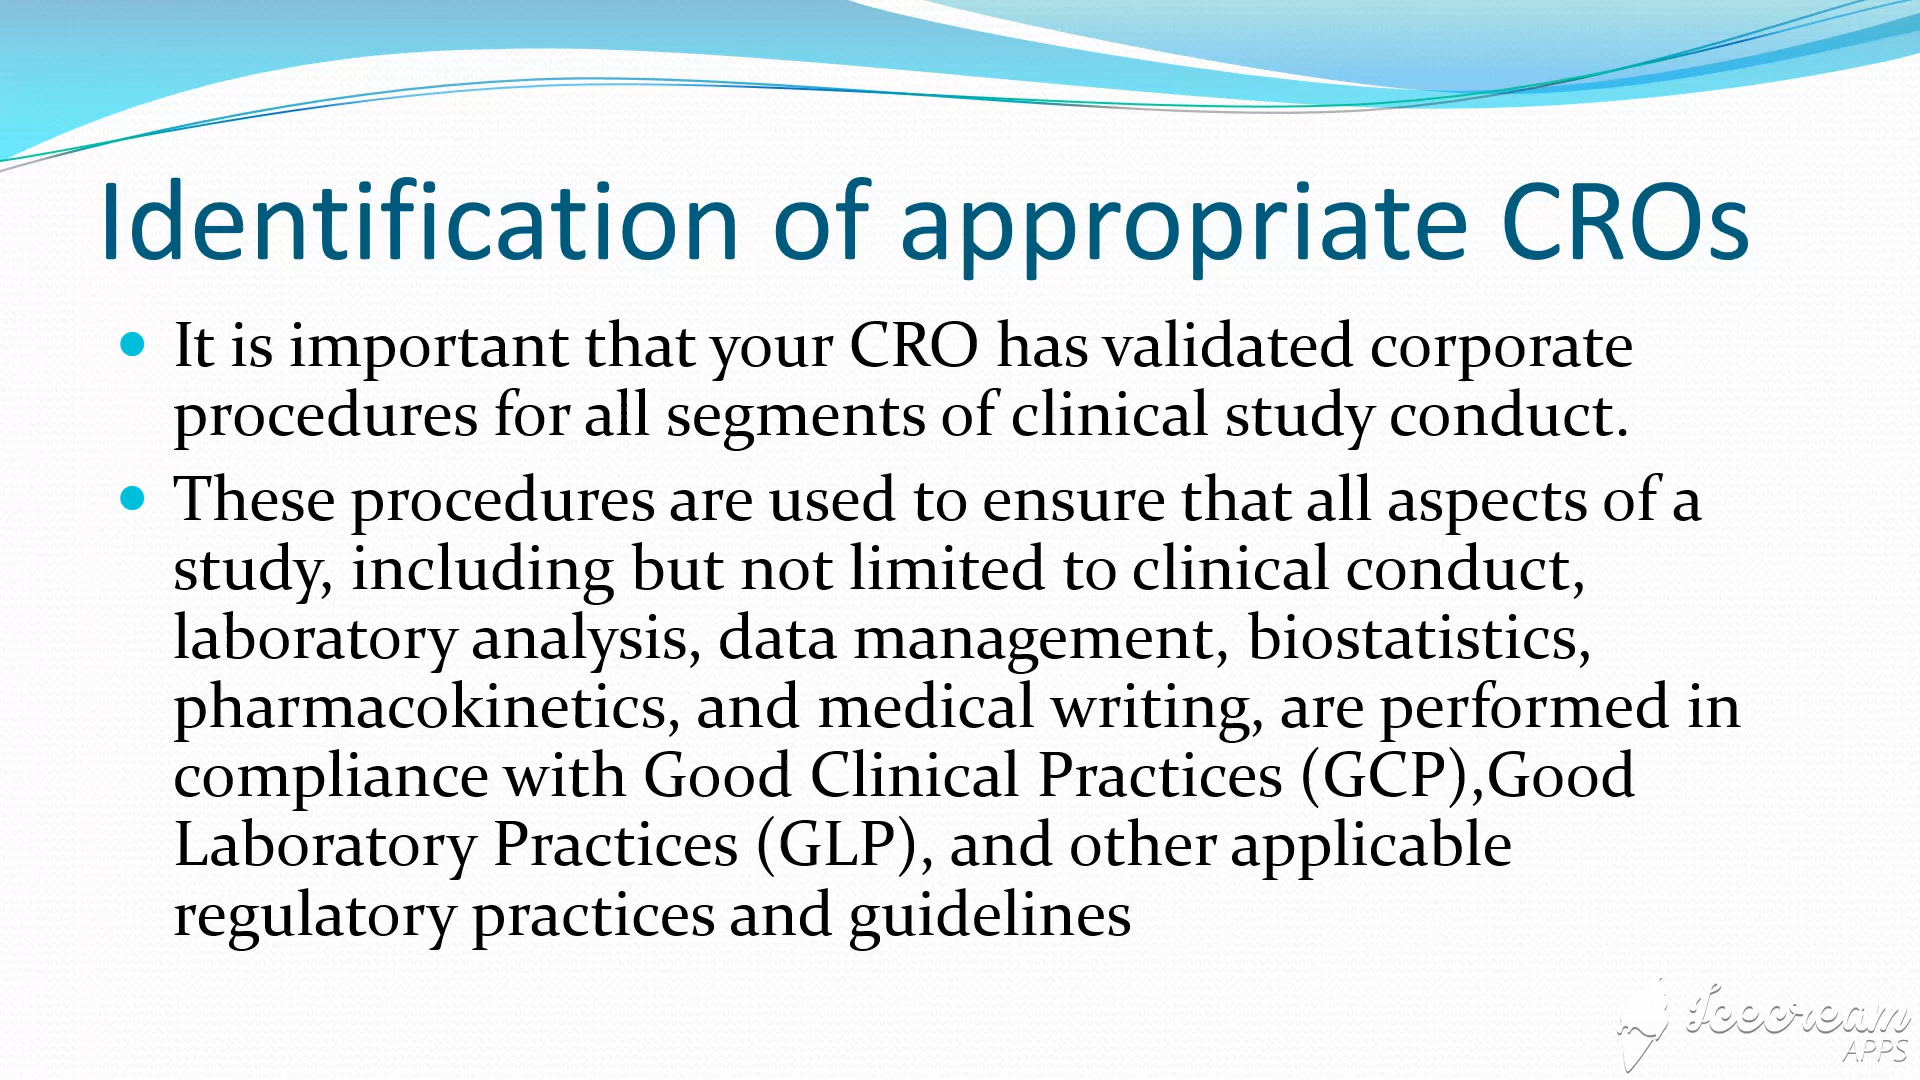 Identification of appropriate CROs
• It is important that your CRO has validated corporate
procedures for all segments of clinical study conduct.
• These procedures are used to ensure that all aspects of a
study, including but not limited to clinical conduct,
laboratory analysis, data management, biostatistics,
pharmacokinetics, and medical writing, are performed in
compliance with Good Clinical Practices (GCP),Good
Laboratory Practices (GLP), and other applicable
regulatory practices and guidelines
Icecream
APPS